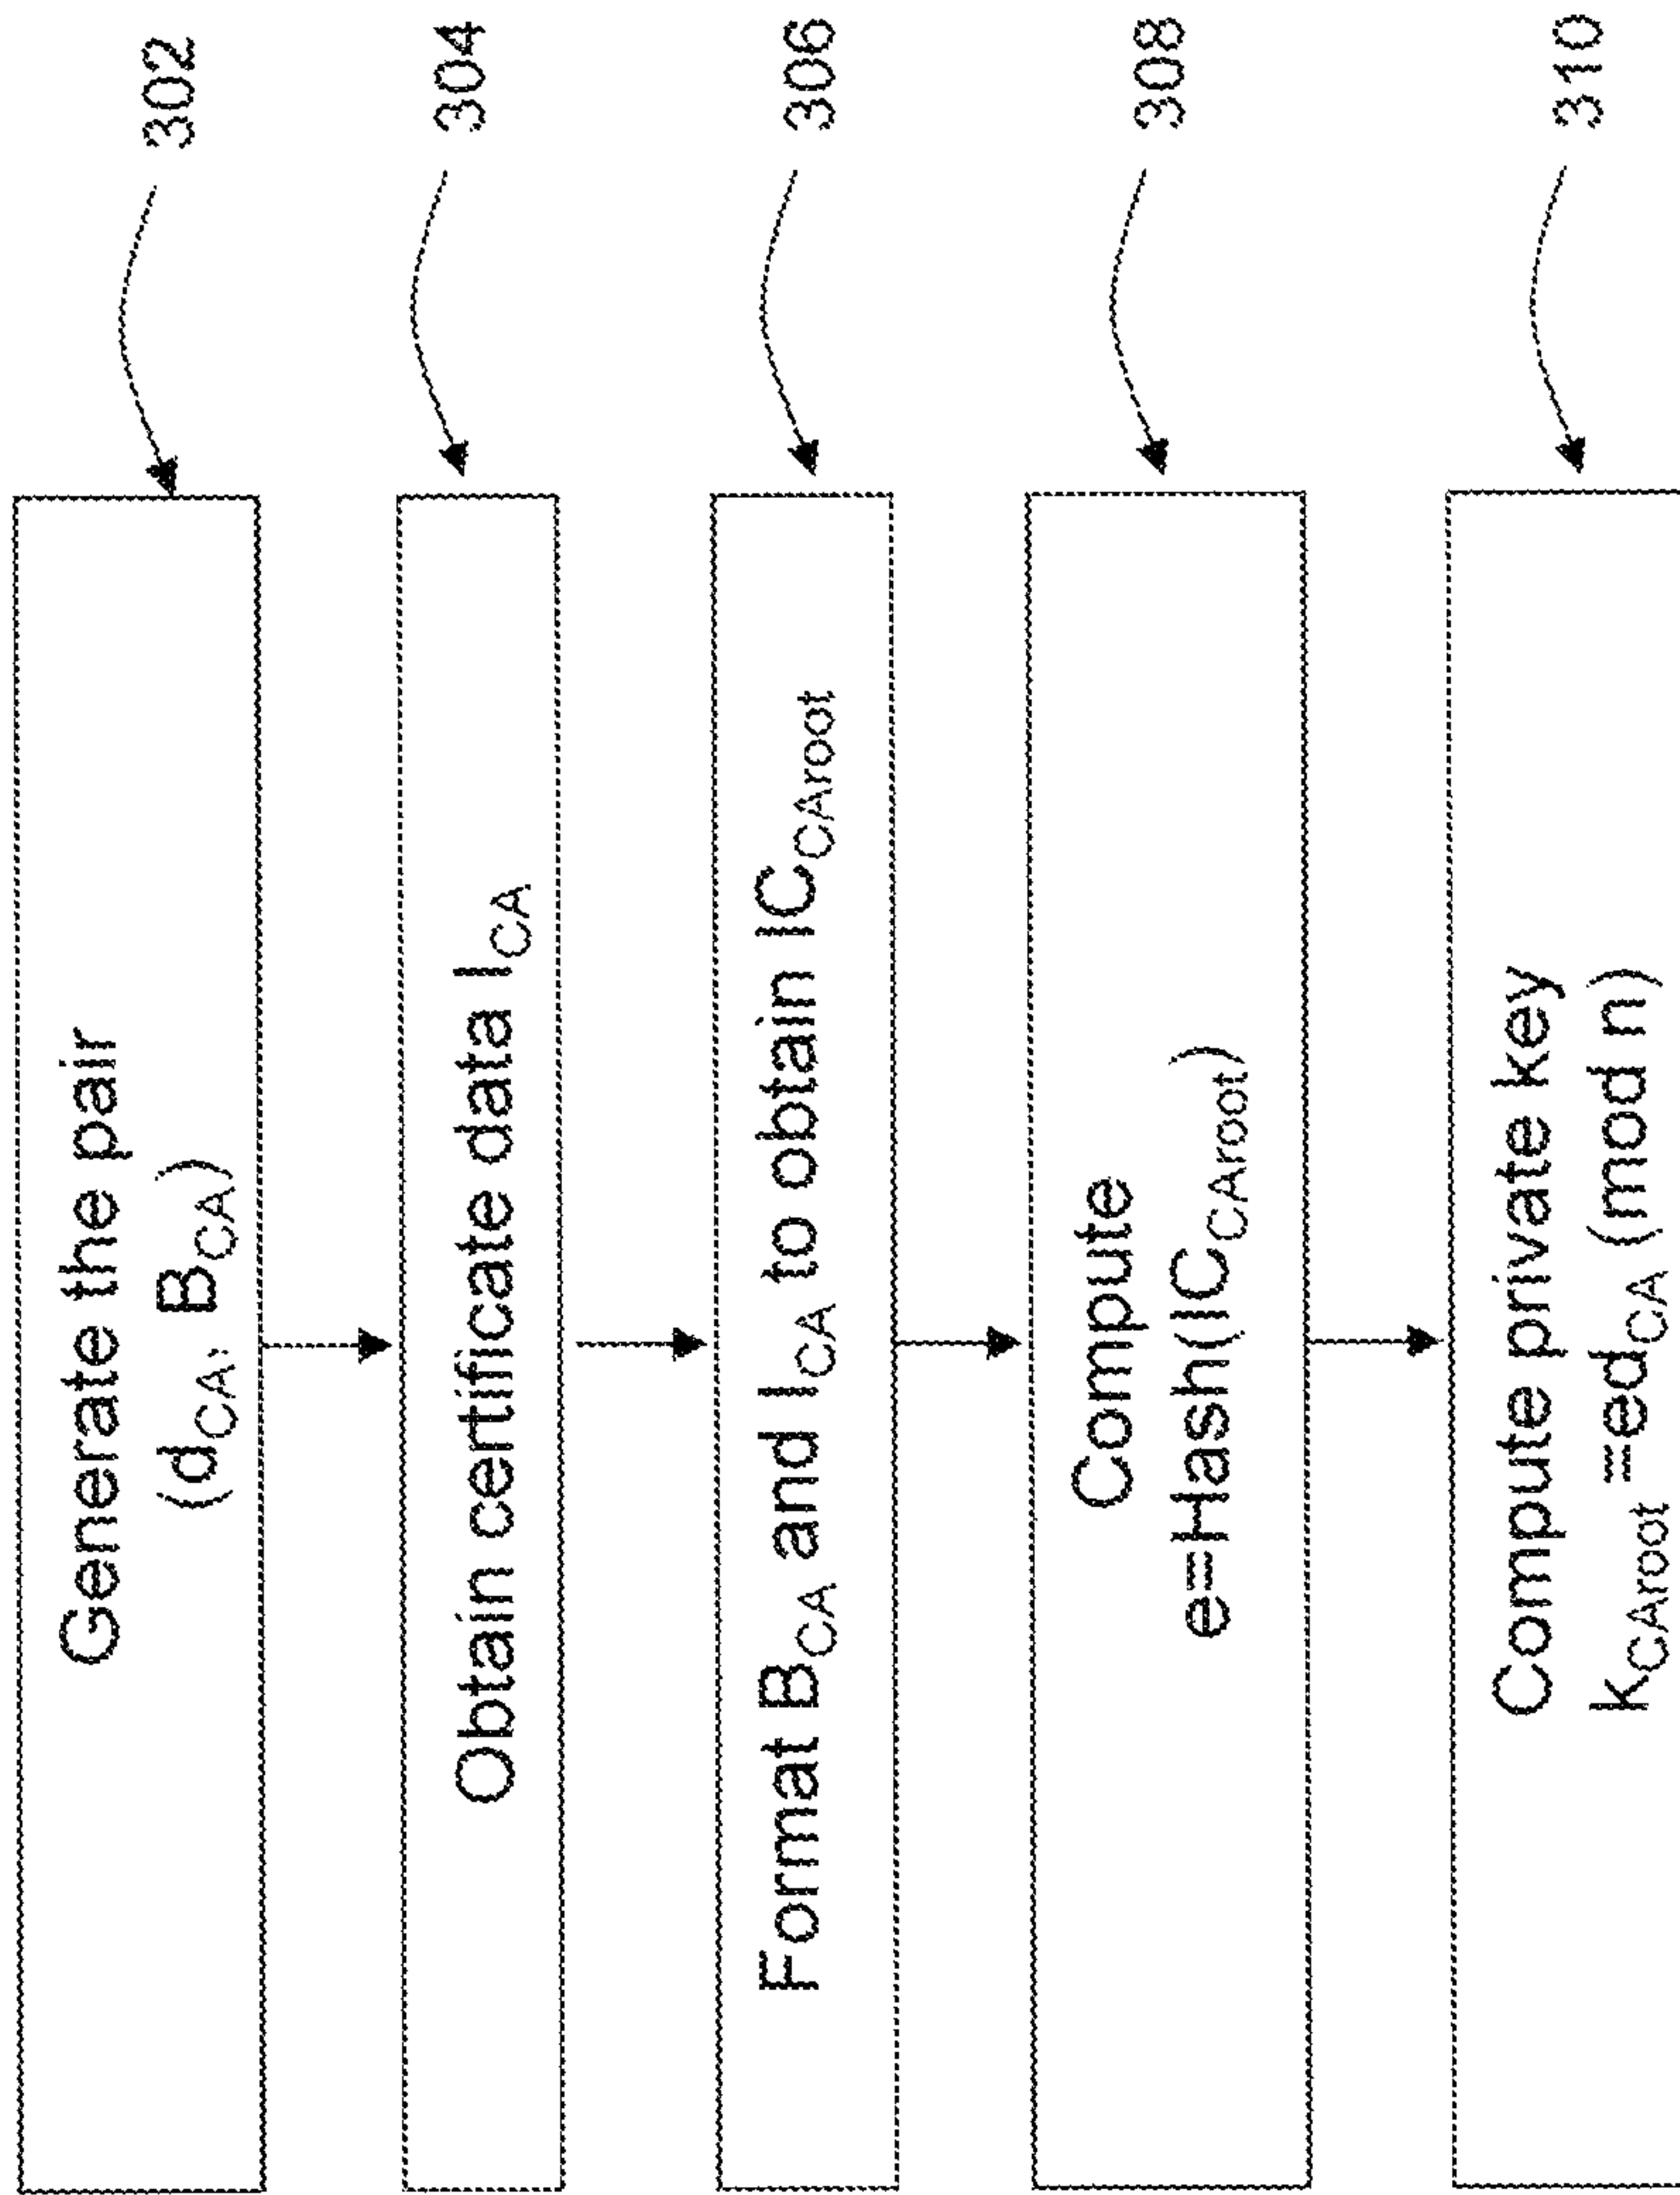 Generate the pair
(d_CA, B_CA)
302
Obtain certificate data I_CA
304
Format B_CA and I_CA to obtain IC_CAroot
306
Compute
e=Hash(IC_CAroot)
308
Compute private key
k_CAroot ≡ed_CA (mod n)
310